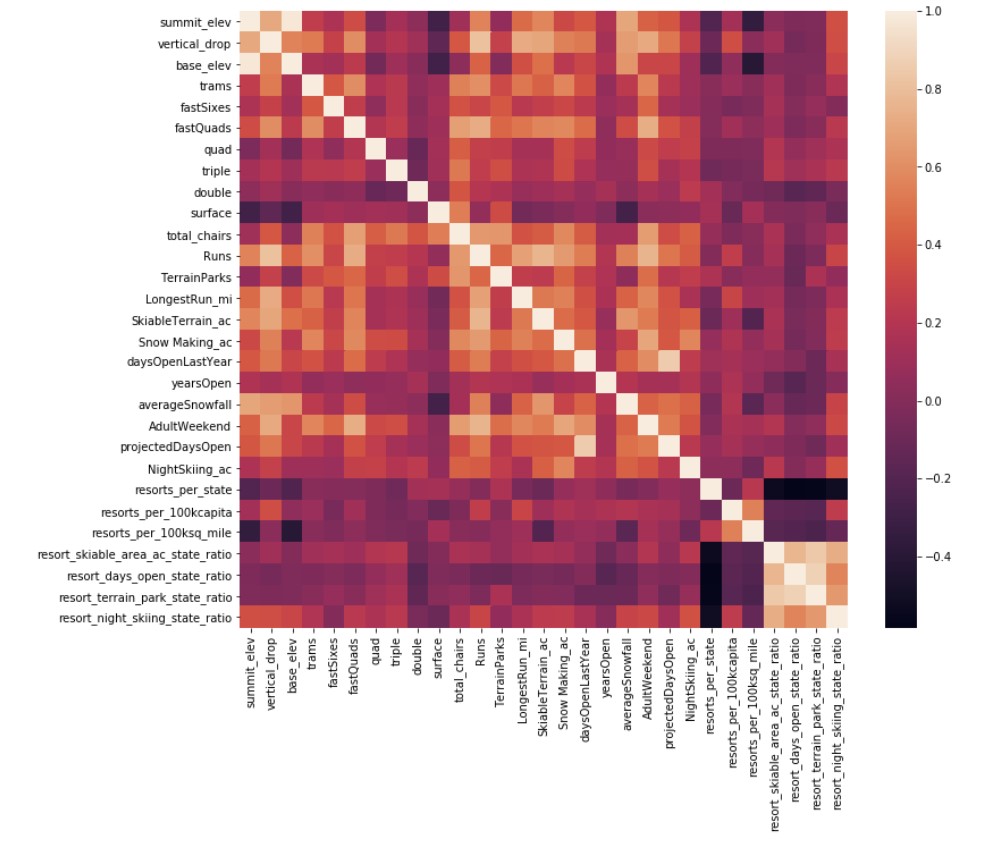 summit_elev
vertical_drop
base_elev
trams
fastSixes
fastQuads
quad
triple
double
surface
total_chairs
Runs
TerrainParks
LongestRun_mi
SkiableTerrain_ac
Snow Making_ac
daysOpenLastYear
yearsOpen
averageSnowfall
AdultWeekend
projectedDaysOpen
NightSkiing_ac
resorts_per_state
resorts_per_100kcapita
resorts_per_100ksq_mile
resort_skiable_area_ac_state_ratio
resort_days_open_state_ratio
resort_terrain_park_state_ratio
resort_night_skiing_state_ratio
summit_elev
vertical_drop
base_elev
trams
fastSixes
fastQuads
quad
triple
double
surface
total_chairs
Runs
TerrainParks
LongestRun_mi
SkiableTerrain_ac
Snow Making_ac
daysOpenLastYear
yearsOpen
averageSnowfall
AdultWeekend
projectedDaysOpen
NightSkiing_ac
resorts_per_state
resorts_per_100kcapita
resorts_per_100ksq_mile
resort_skiable_area_ac_state_ratio
resort_days_open_state_ratio
resort_terrain_park_state_ratio
resort_night_skiing_state_ratio
1.0
0.8
0.6
0.4
0.2
0.0
−0.2
−0.4